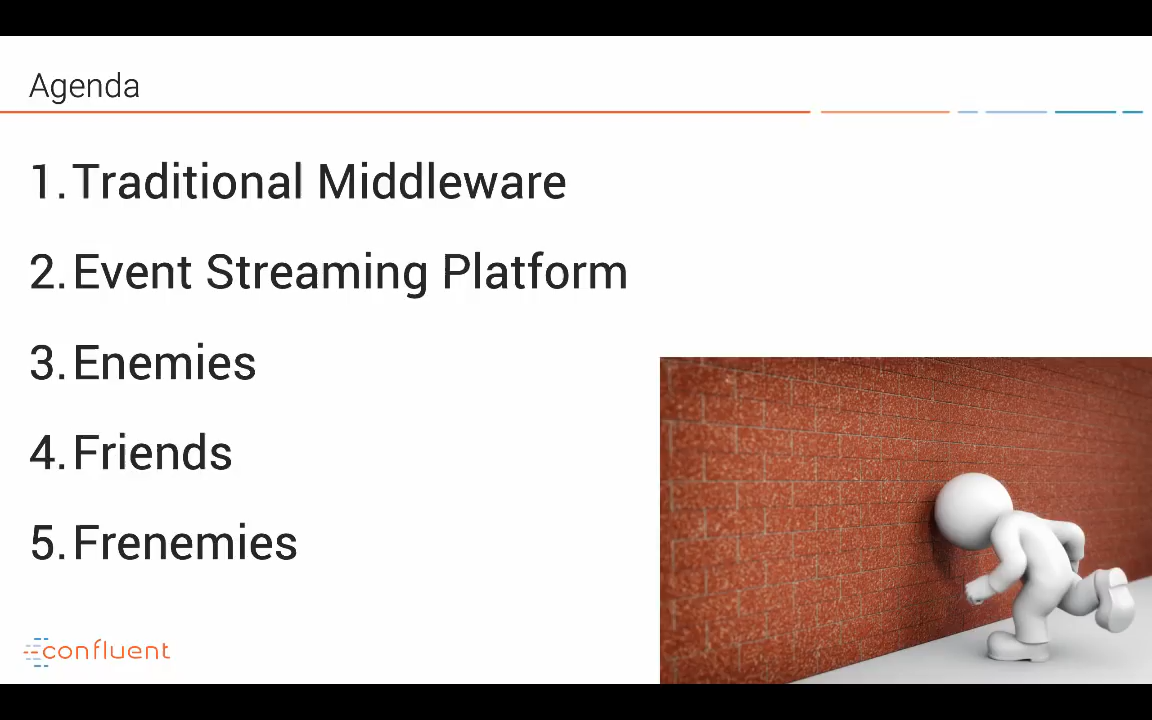 Agenda
1. Traditional Middleware
2. Event Streaming Platform
3. Enemies
4. Friends
5. Frenemies
confluent